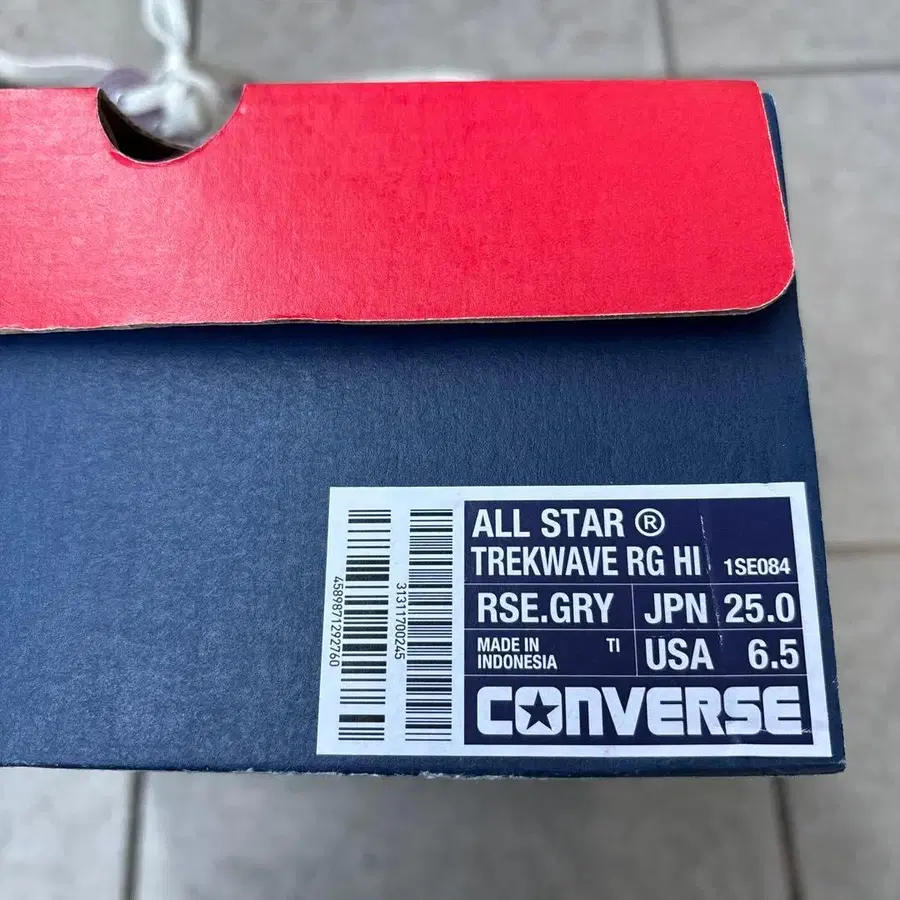 ALL STAR ®
TREKWAVE RG HI 1SE084
RSE.GRY JPN 25.0
MADE IN INDONESIA TI USA 6.5
CONVERSE
4589871292760
31311700245